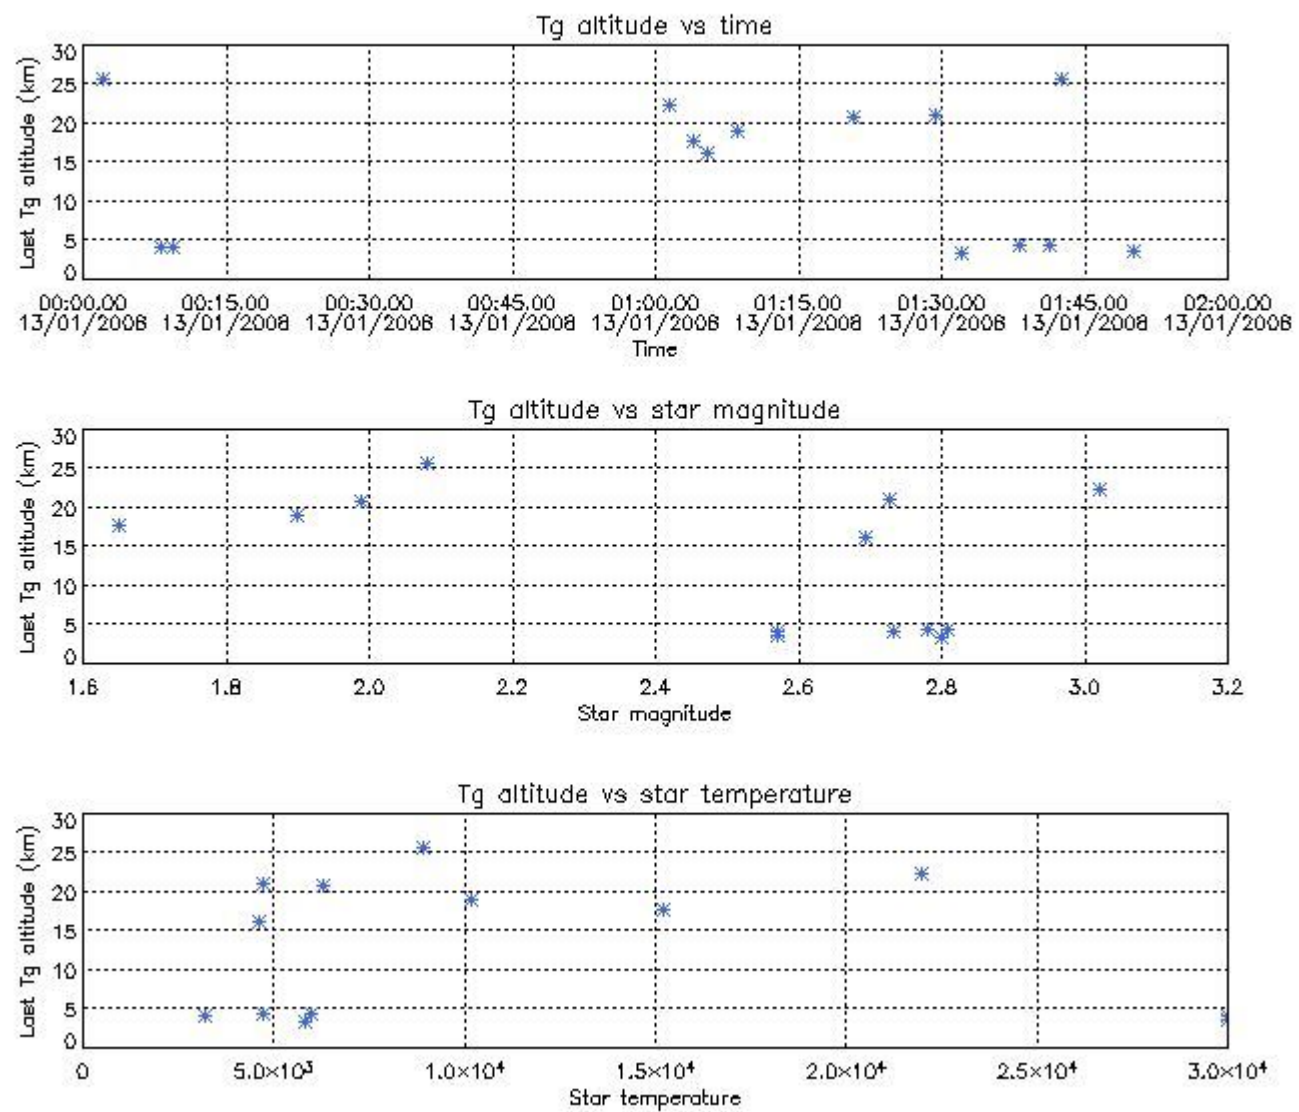 Tg altitude vs time
Last Tg altitude (km)
30
25
20
15
10
5
0
00:00.00 00:15.00 00:30.00 00:45.00 01:00.00 01:15.00 01:30.00 01:45.00 02:00.00
13/01/2008 13/01/2008 13/01/2008 13/01/2008 13/01/2008 13/01/2008 13/01/2008 13/01/2008 13/01/2008
Time
Tg altitude vs star magnitude
Last Tg altitude (km)
30
25
20
15
10
5
0
1.6 1.8 2.0 2.2 2.4 2.6 2.8 3.0 3.2
Star magnitude
Tg altitude vs star temperature
Last Tg altitude (km)
30
25
20
15
10
5
0
0 5.0×10³ 1.0×10⁴ 1.5×10⁴ 2.0×10⁴ 2.5×10⁴ 3.0×10⁴
Star temperature